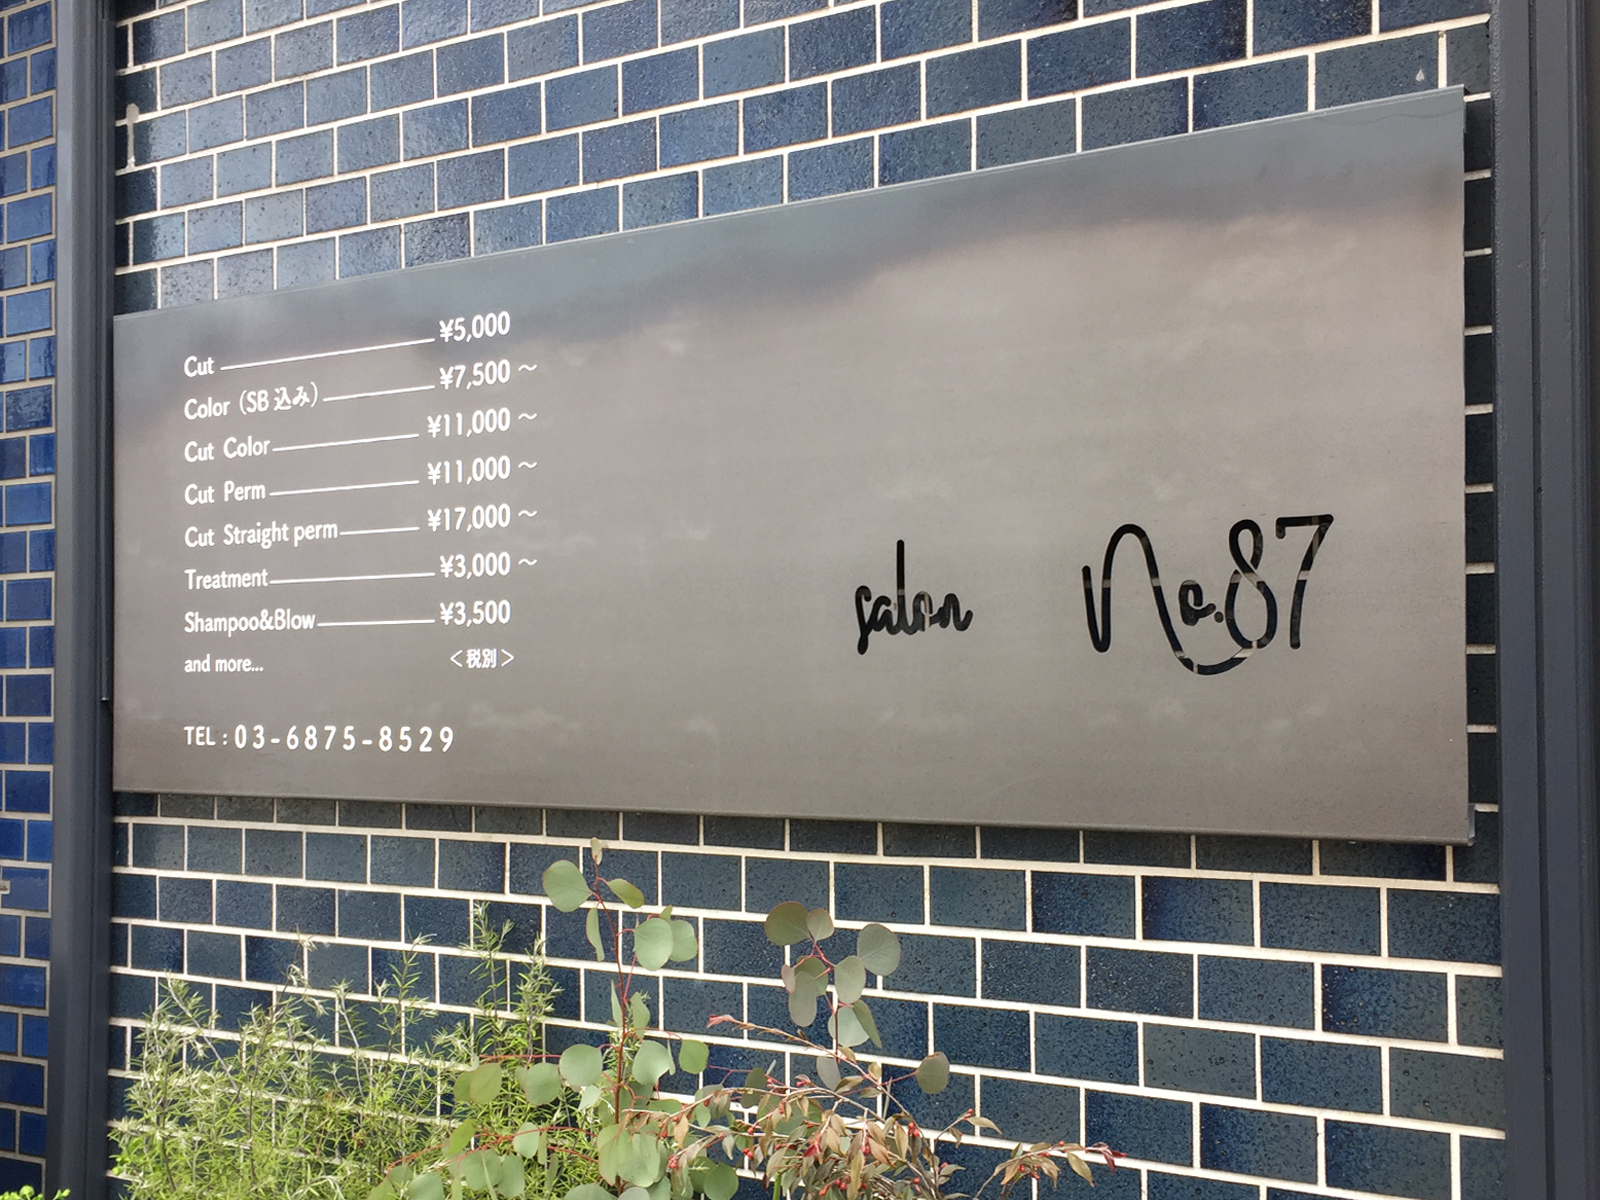 Cut ¥5,000
Color（SB 込み） ¥7,500 ～
Cut Color ¥11,000 ～
Cut Perm ¥11,000 ～
Cut Straight perm ¥17,000 ～
Treatment ¥3,000 ～
Shampoo&Blow ¥3,500
and more... ＜税別＞
TEL : 03-6875-8529
salon No.87